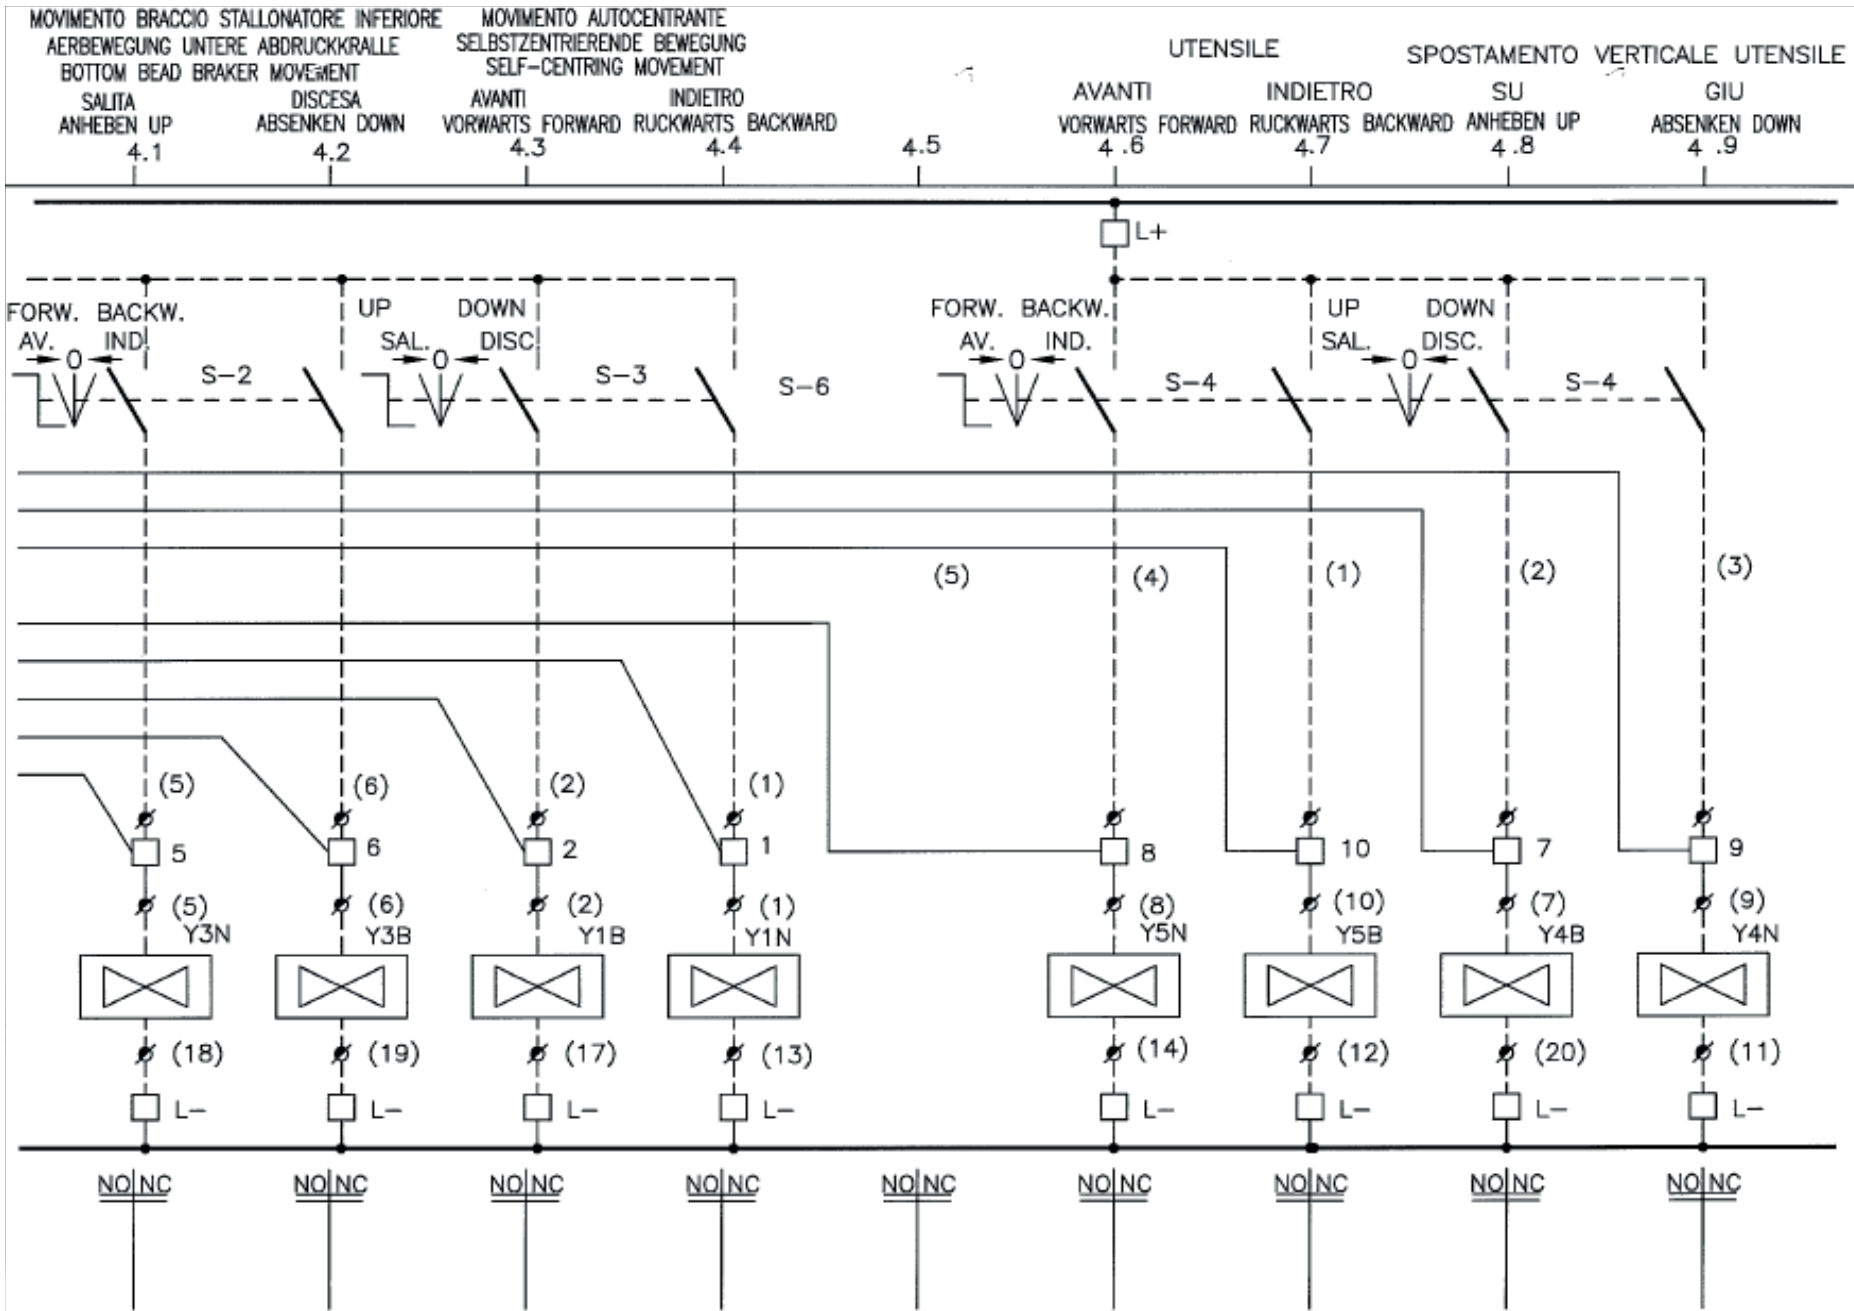 MOVIMENTO BRACCIO STALLONATORE INFERIORE
AERBEWEGUNG UNTERE ABDRUCKKRALLE
BOTTOM BEAD BRAKER MOVEMENT
MOVIMENTO AUTOCENTRANTE
SELBSTZENTRIERENDE BEWEGUNG
SELF-CENTRING MOVEMENT
UTENSILE
SPOSTAMENTO VERTICALE UTENSILE
SALITA
ANHEBEN UP
4.1
DISCESA
ABSENKEN DOWN
4.2
AVANTI
VORWARTS FORWARD
4.3
INDIETRO
RUCKWARTS BACKWARD
4.4
4.5
AVANTI
VORWARTS FORWARD
4.6
INDIETRO
RUCKWARTS BACKWARD
4.7
SU
ANHEBEN UP
4.8
GIU
ABSENKEN DOWN
4.9
L+
FORW. BACKW.
AV. 0 IND.
S-2
UP DOWN
SAL. 0 DISC.
S-3
S-6
FORW. BACKW.
AV. 0 IND.
S-4
UP DOWN
SAL. 0 DISC.
S-4
(5) (4) (1) (2) (3)
(5) (6) (2) (1)
5 6 2 1 8 10 7 9
(5) (6) (2) (1) (8) (10) (7) (9)
Y3N Y3B Y1B Y1N Y5N Y5B Y4B Y4N
(18) (19) (17) (13) (14) (12) (20) (11)
L- L- L- L- L- L- L- L-
NO NC NO NC NO NC NO NC NO NC NO NC NO NC NO NC NO NC